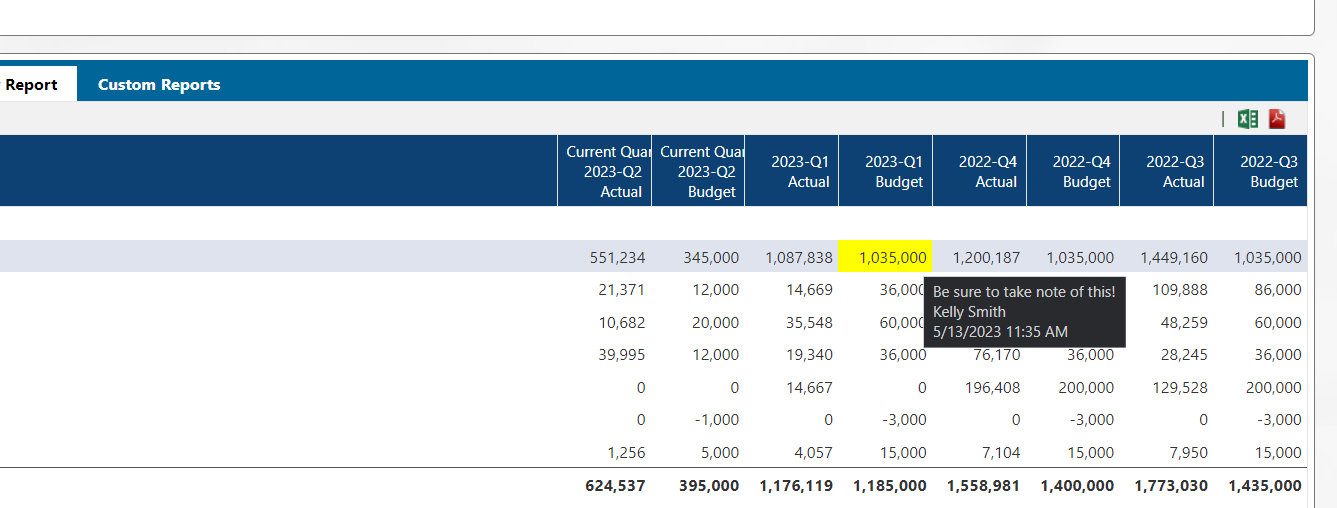 Report Custom Reports
Current Quar Current Quar
2023-Q2 2023-Q2 2023-Q1 2023-Q1 2022-Q4 2022-Q4 2022-Q3 2022-Q3
Actual Budget Actual Budget Actual Budget Actual Budget
551,234 345,000 1,087,838 1,035,000 1,200,187 1,035,000 1,449,160 1,035,000
21,371 12,000 14,669 36,000 109,888 86,000
Be sure to take note of this!
Kelly Smith
5/13/2023 11:35 AM
10,682 20,000 35,548 60,000 48,259 60,000
39,995 12,000 19,340 36,000 76,170 36,000 28,245 36,000
0 0 14,667 0 196,408 200,000 129,528 200,000
0 -1,000 0 -3,000 0 -3,000 0 -3,000
1,256 5,000 4,057 15,000 7,104 15,000 7,950 15,000
624,537 395,000 1,176,119 1,185,000 1,558,981 1,400,000 1,773,030 1,435,000